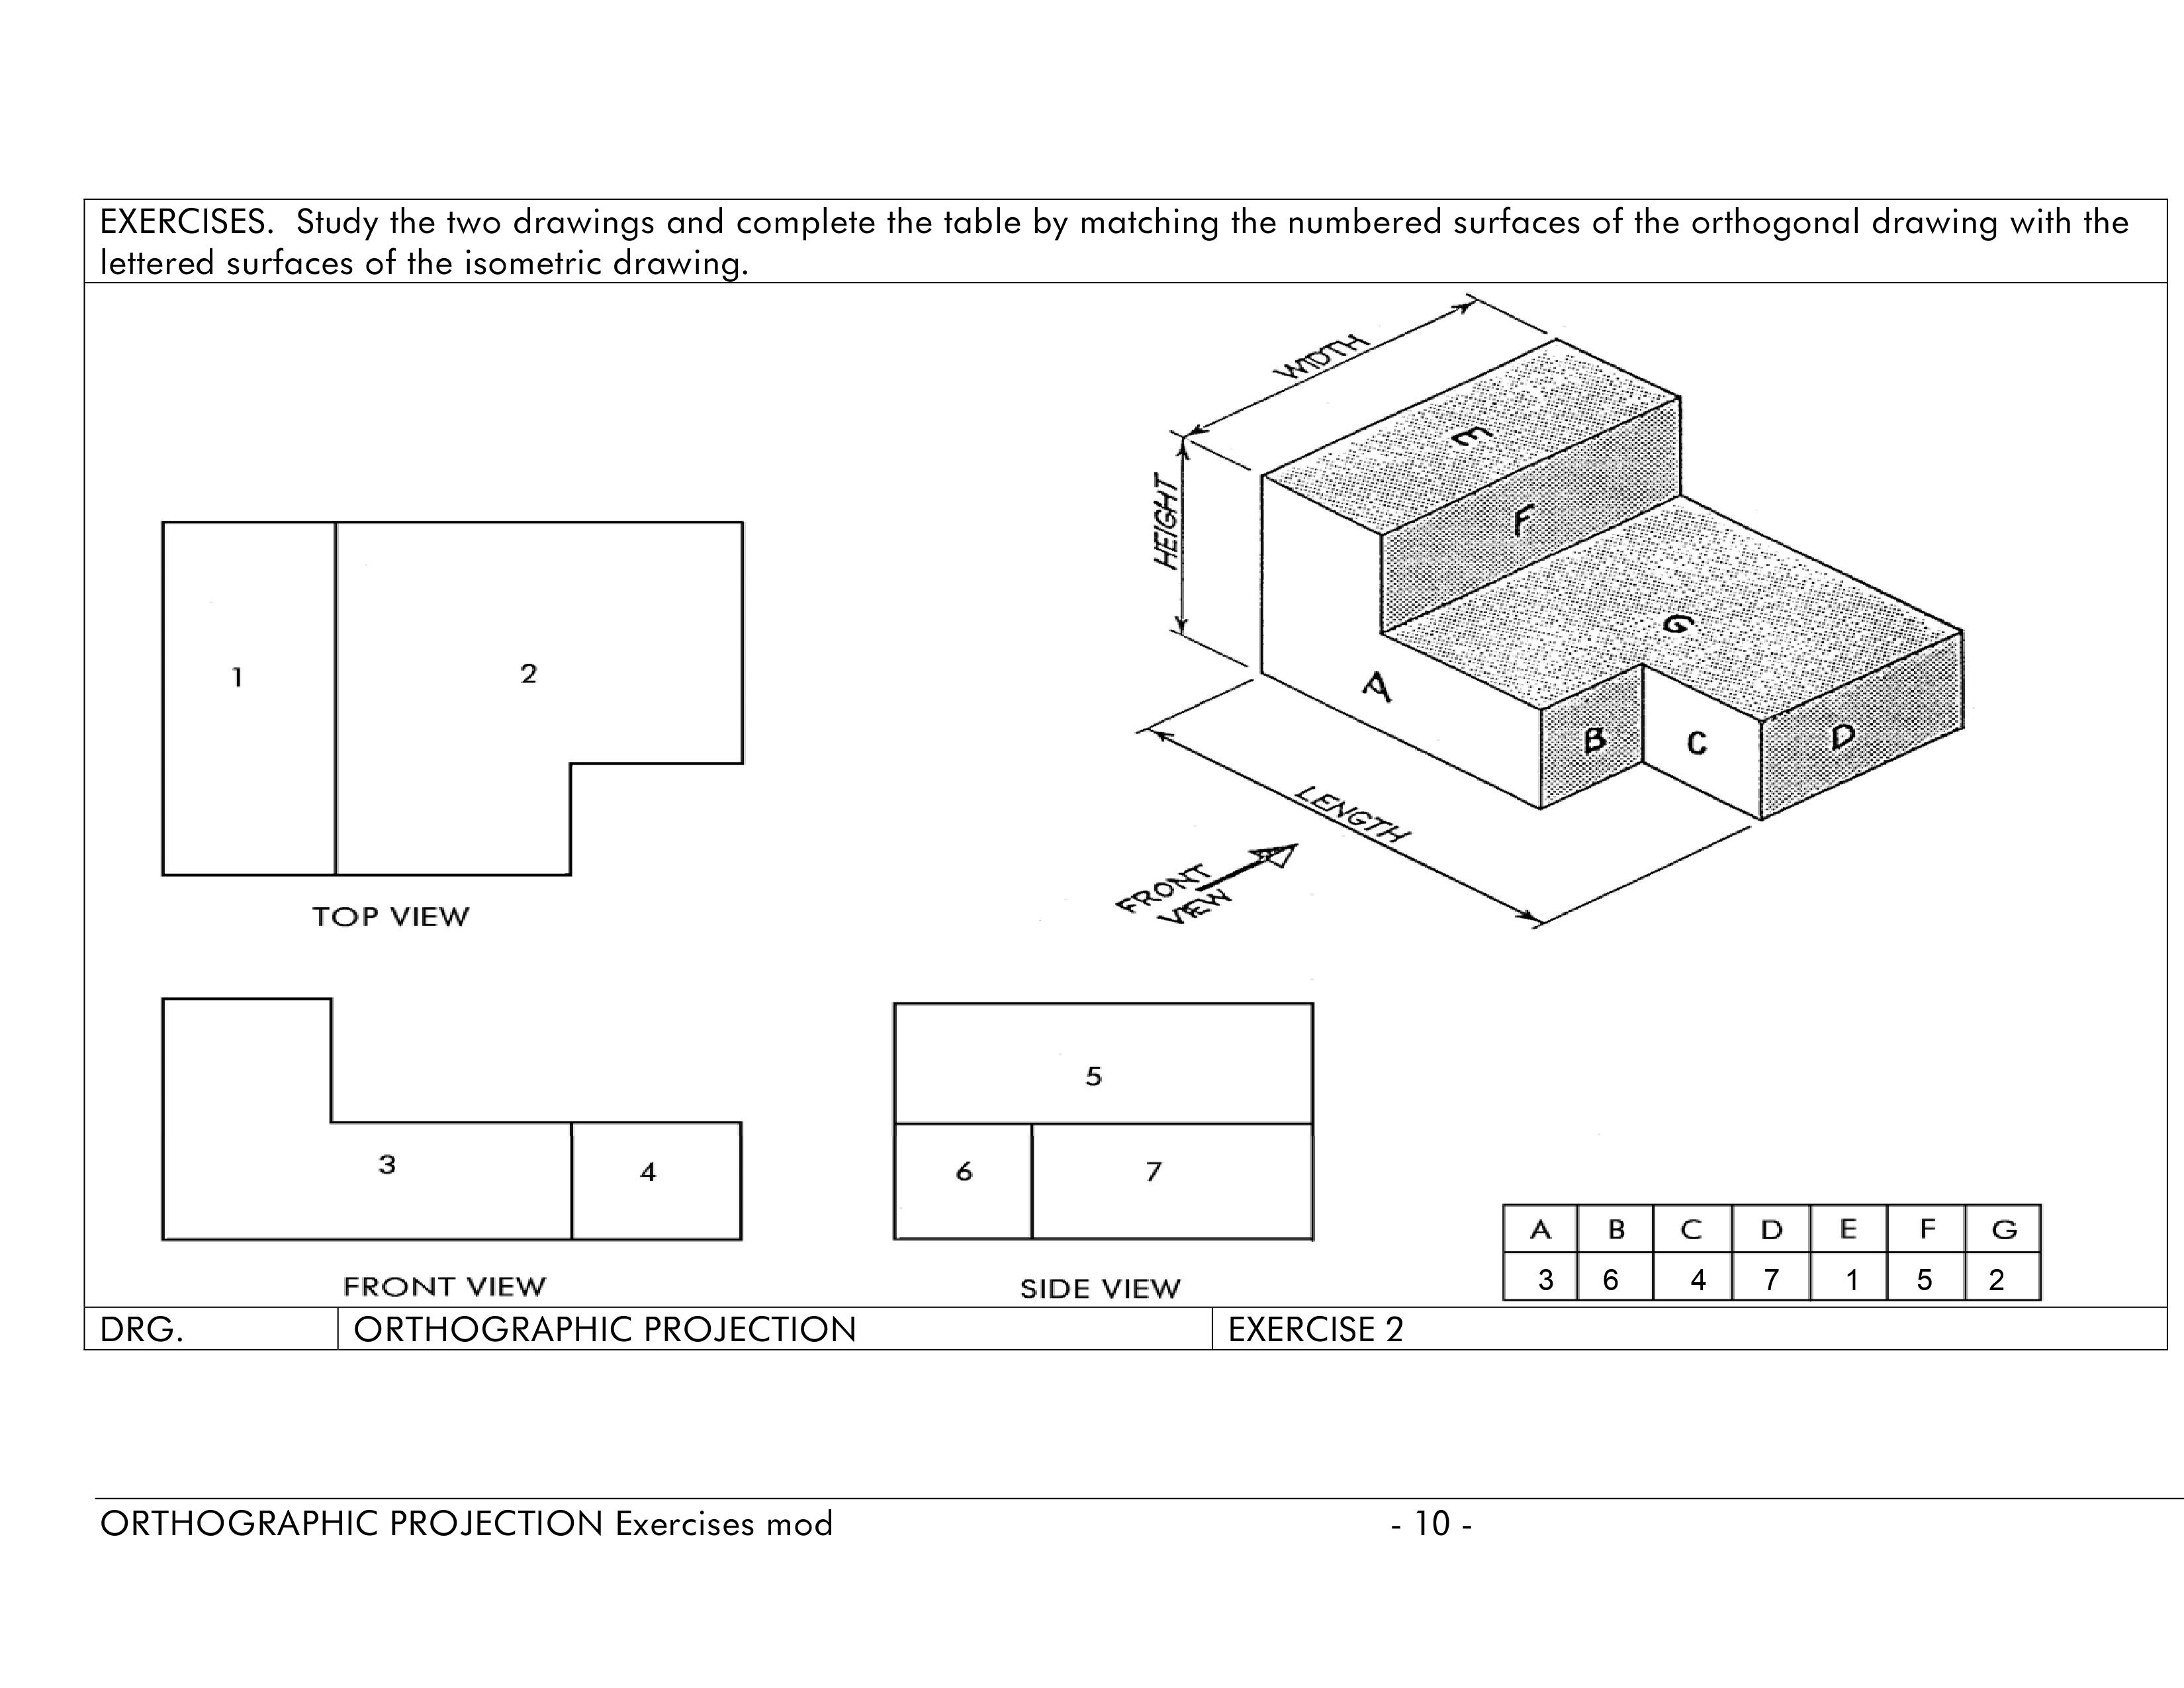 EXERCISES.  Study the two drawings and complete the table by matching the numbered surfaces of the orthogonal drawing with the
lettered surfaces of the isometric drawing.
WIDTH
HEIGHT
E
F
G
A
B
C
D
LENGTH
FRONT
VIEW
1
2
TOP VIEW
3
4
FRONT VIEW
5
6
7
SIDE VIEW
A B C D E F G
3 6 4 7 1 5 2
DRG. ORTHOGRAPHIC PROJECTION EXERCISE 2
ORTHOGRAPHIC PROJECTION Exercises mod - 10 -